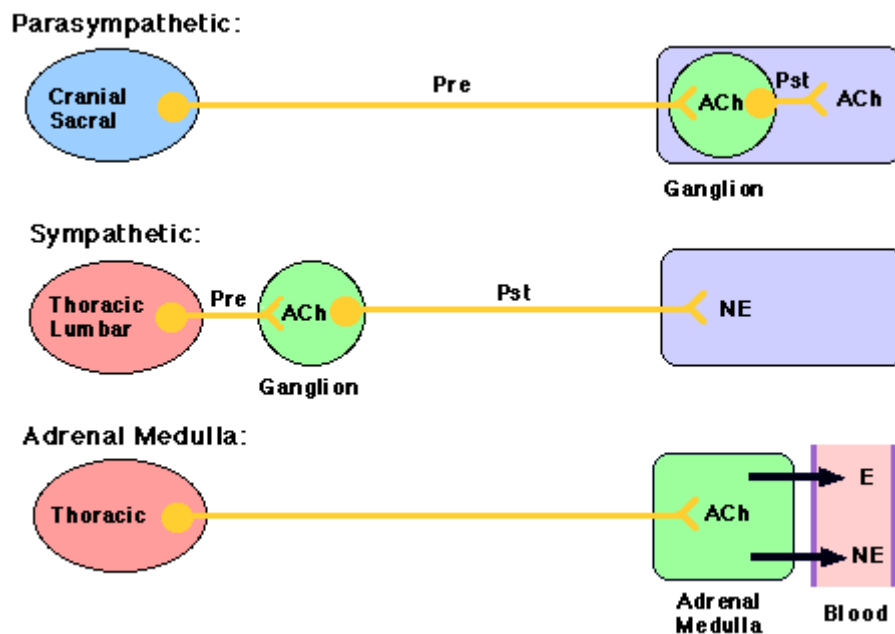 Parasympathetic:
Cranial
Sacral
Pre
ACh
Pst
ACh
Ganglion
Sympathetic:
Thoracic
Lumbar
Pre
ACh
Pst
NE
Ganglion
Adrenal Medulla:
Thoracic
ACh
E
NE
Adrenal
Medulla
Blood